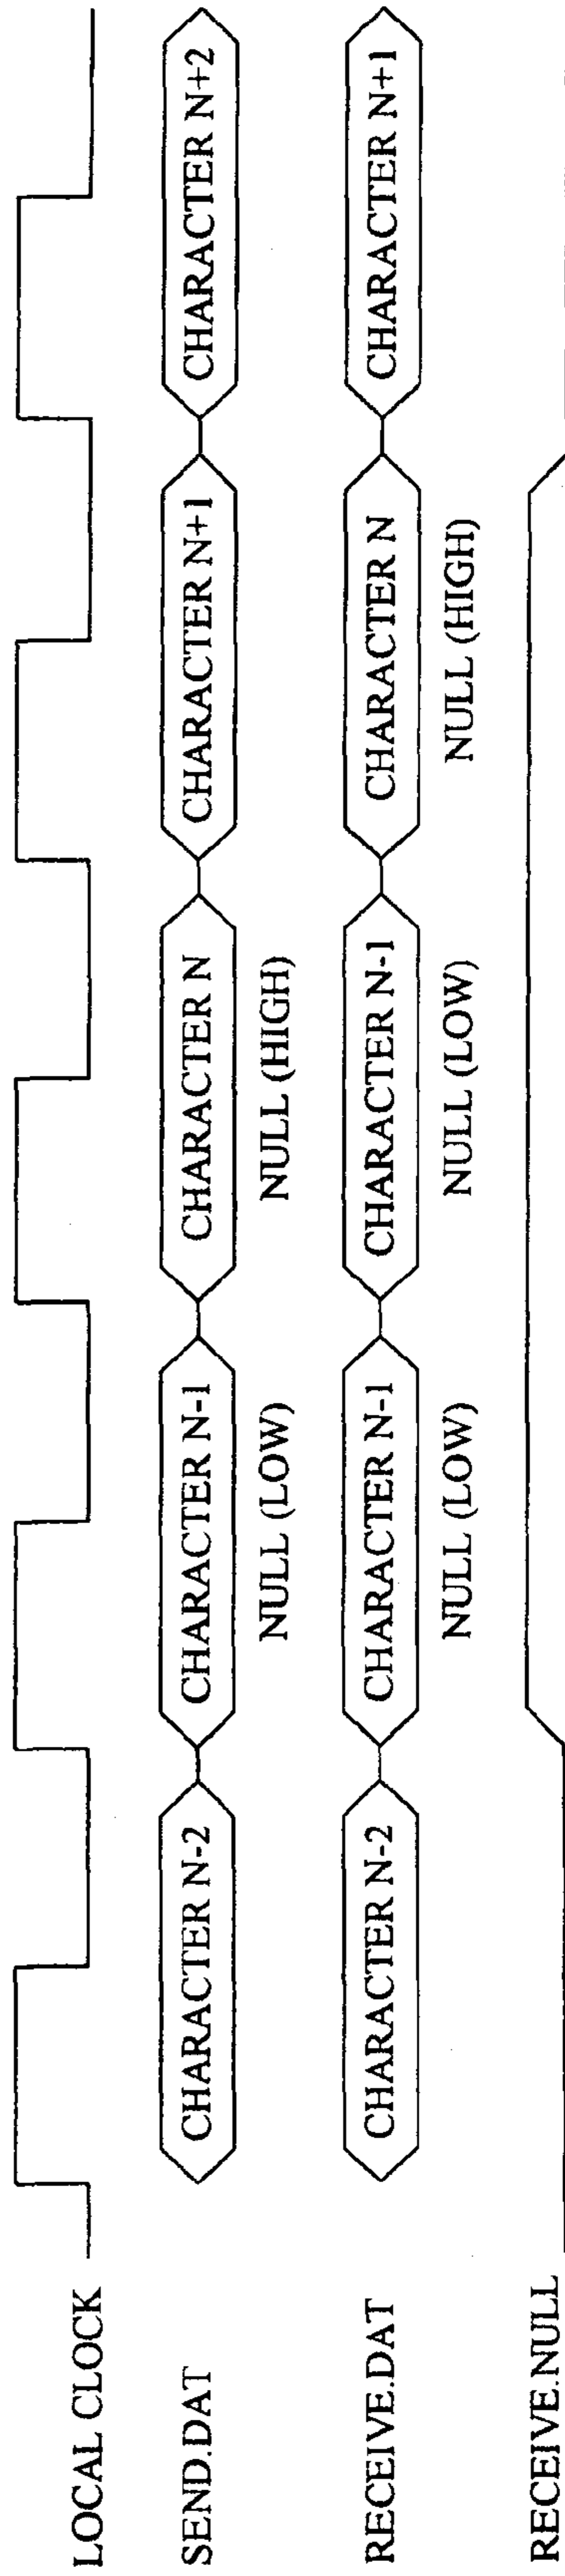 LOCAL CLOCK
SEND.DAT
CHARACTER N-2
CHARACTER N-1
CHARACTER N
CHARACTER N+1
CHARACTER N+2
NULL (LOW)
NULL (HIGH)
RECEIVE.DAT
CHARACTER N-2
CHARACTER N-1
CHARACTER N-1
CHARACTER N
CHARACTER N+1
NULL (LOW)
NULL (LOW)
NULL (HIGH)
RECEIVE.NULL